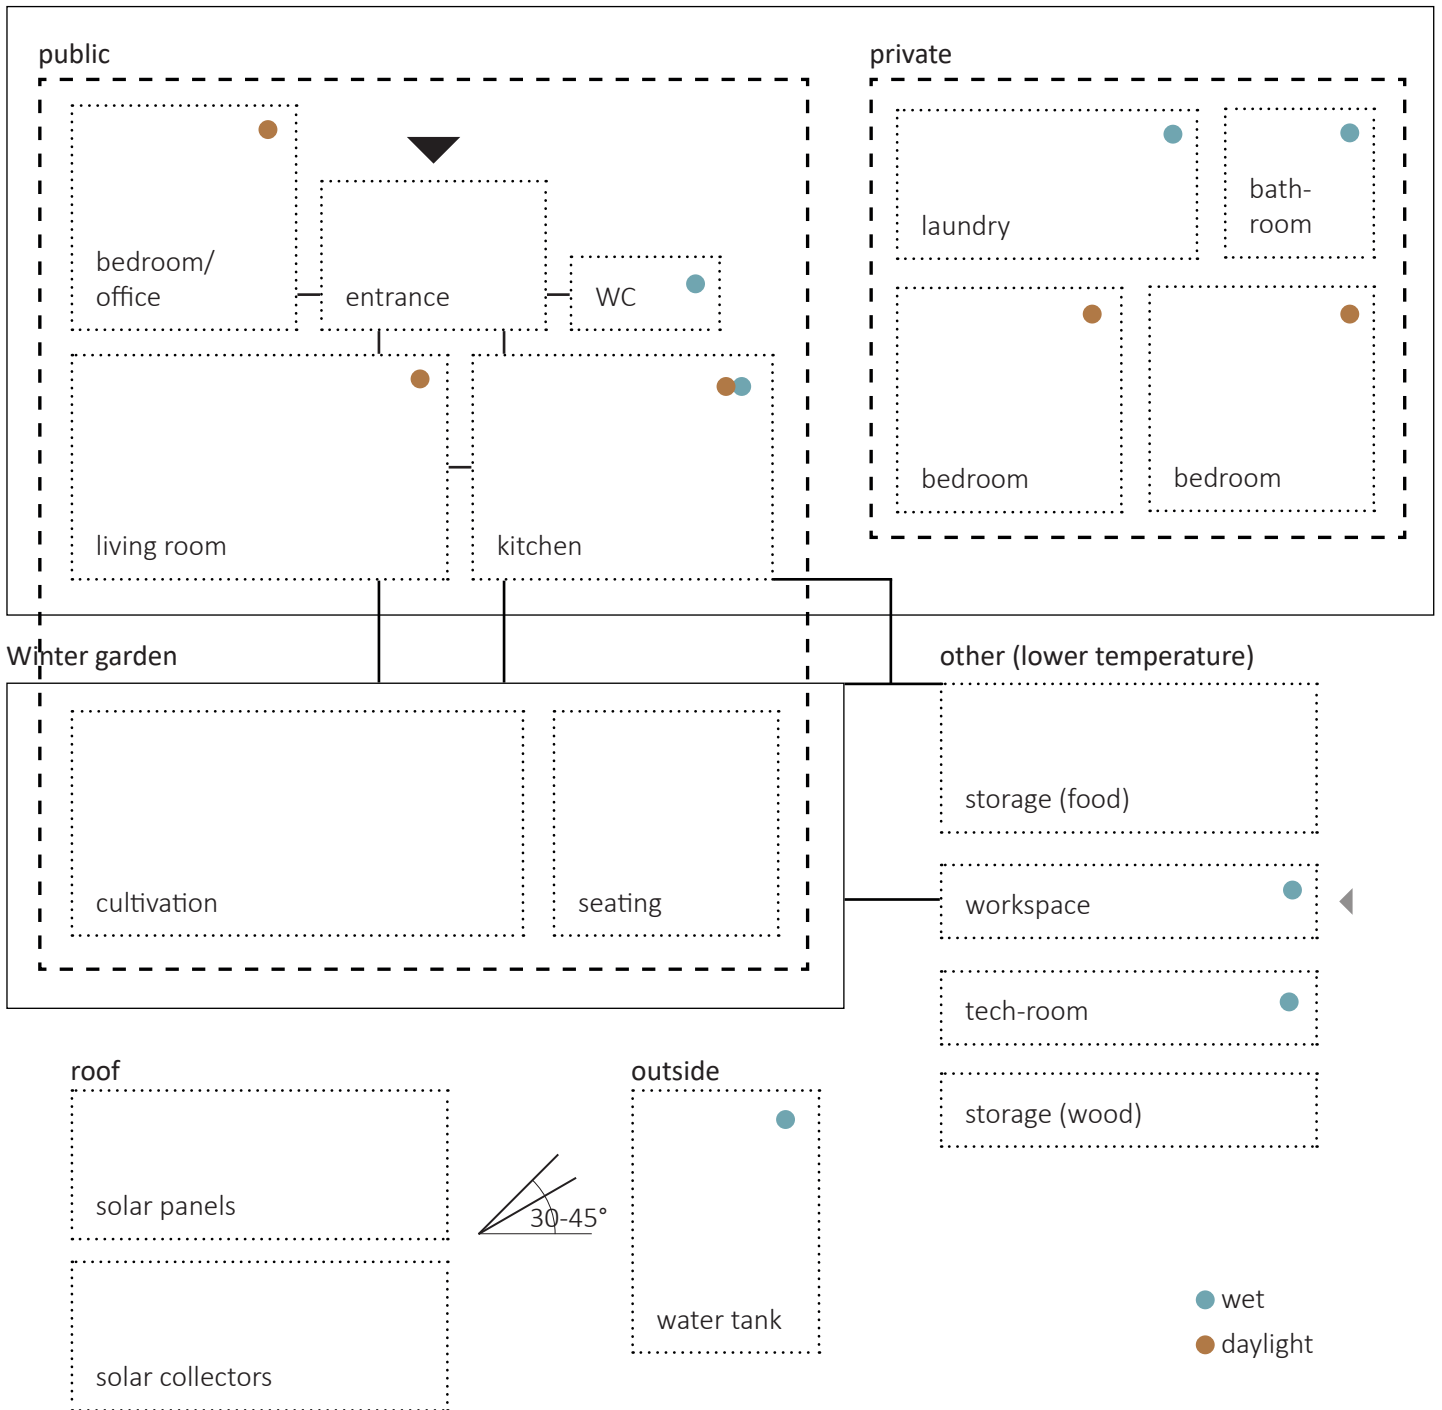 public
private
bedroom/
office
entrance
WC
laundry
bath-
room
living room
kitchen
bedroom
bedroom
Winter garden
other (lower temperature)
cultivation
seating
storage (food)
workspace
tech-room
storage (wood)
roof
outside
solar panels
30-45°
water tank
solar collectors
wet
daylight